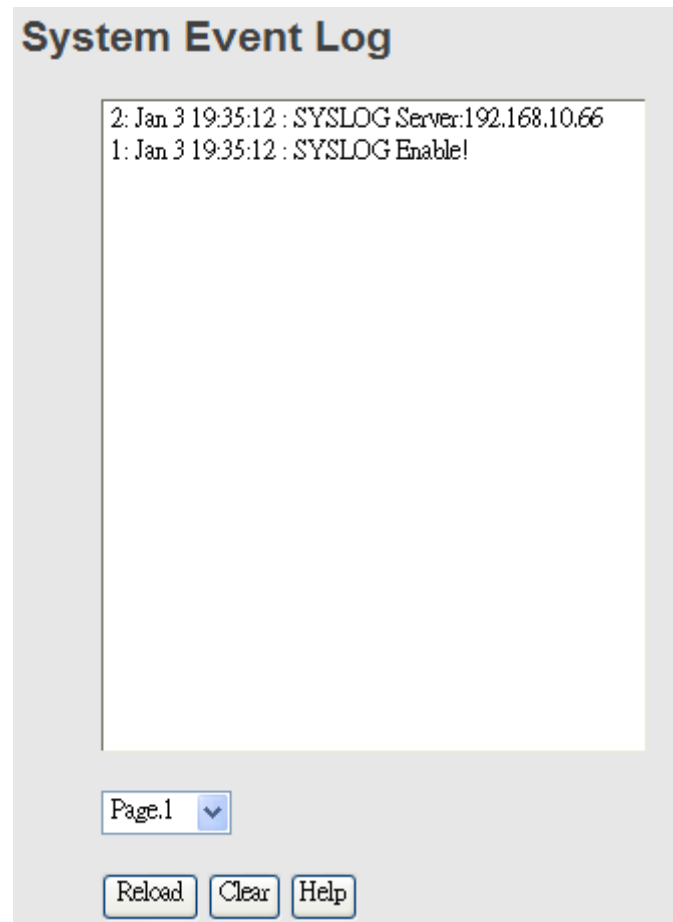 System Event Log
2: Jan 3 19:35:12 : SYSLOG Server:192.168.10.66
1: Jan 3 19:35:12 : SYSLOG Enable!
Page.1
Reload Clear Help